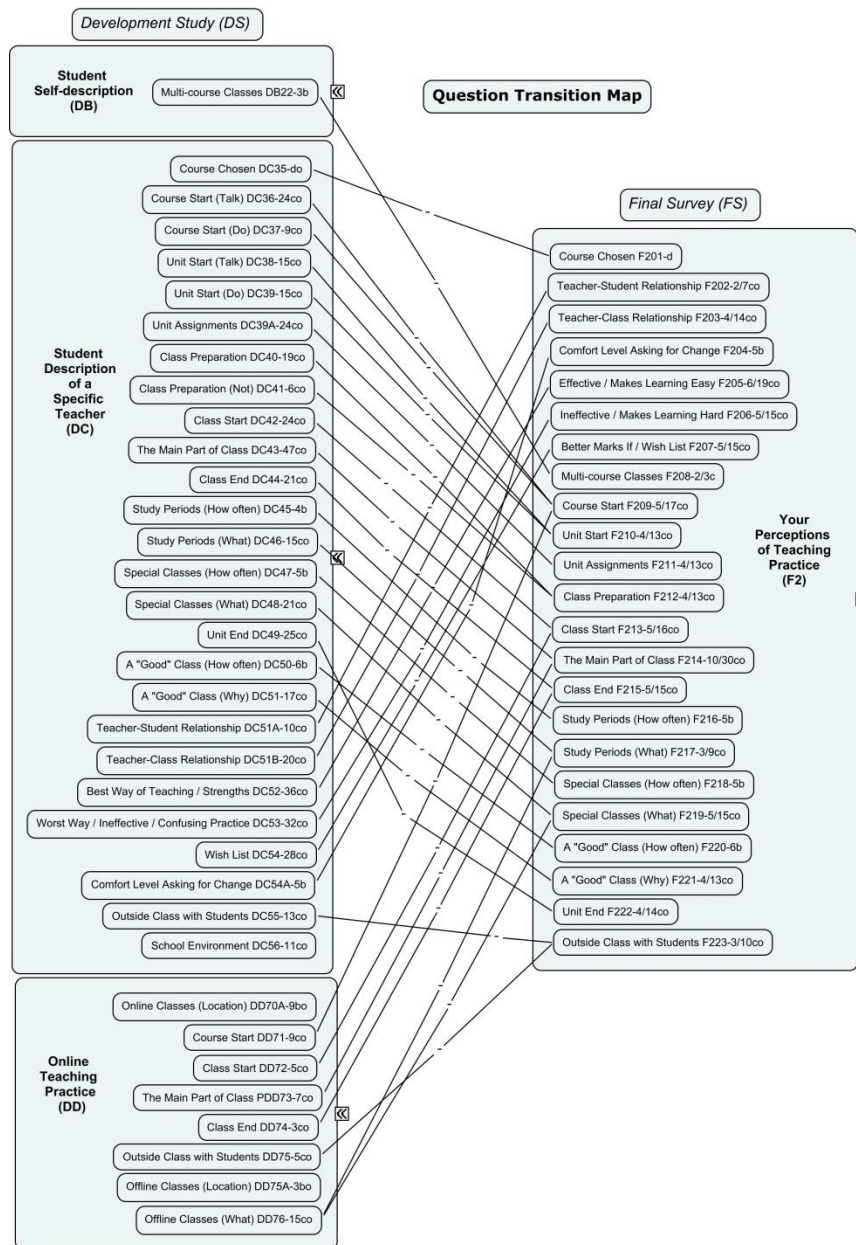 Development Study (DS)
Student
Self-description
(DB)
Multi-course Classes DB22-3b
Question Transition Map
Student
Description
of a
Specific
Teacher
(DC)
Course Chosen DC35-do
Course Start (Talk) DC36-24co
Course Start (Do) DC37-9co
Unit Start (Talk) DC38-15co
Unit Start (Do) DC39-15co
Unit Assignments DC39A-24co
Class Preparation DC40-19co
Class Preparation (Not) DC41-6co
Class Start DC42-24co
The Main Part of Class DC43-47co
Class End DC44-21co
Study Periods (How often) DC45-4b
Study Periods (What) DC46-15co
Special Classes (How often) DC47-5b
Special Classes (What) DC48-21co
Unit End DC49-25co
A "Good" Class (How often) DC50-6b
A "Good" Class (Why) DC51-17co
Teacher-Student Relationship DC51A-10co
Teacher-Class Relationship DC51B-20co
Best Way of Teaching / Strengths DC52-36co
Worst Way / Ineffective / Confusing Practice DC53-32co
Wish List DC54-28co
Comfort Level Asking for Change DC54A-5b
Outside Class with Students DC55-13co
School Environment DC56-11co
Online
Teaching
Practice
(DD)
Online Classes (Location) DD70A-9bo
Course Start DD71-9co
Class Start DD72-5co
The Main Part of Class PDD73-7co
Class End DD74-3co
Outside Class with Students DD75-5co
Offline Classes (Location) DD75A-3bo
Offline Classes (What) DD76-15co
Final Survey (FS)
Course Chosen F201-d
Teacher-Student Relationship F202-2/7co
Teacher-Class Relationship F203-4/14co
Comfort Level Asking for Change F204-5b
Effective / Makes Learning Easy F205-6/19co
Ineffective / Makes Learning Hard F206-5/15co
Better Marks If / Wish List F207-5/15co
Multi-course Classes F208-2/3c
Course Start F209-5/17co
Unit Start F210-4/13co
Unit Assignments F211-4/13co
Class Preparation F212-4/13co
Class Start F213-5/16co
The Main Part of Class F214-10/30co
Class End F215-5/15co
Study Periods (How often) F216-5b
Study Periods (What) F217-3/9co
Special Classes (How often) F218-5b
Special Classes (What) F219-5/15co
A "Good" Class (How often) F220-6b
A "Good" Class (Why) F221-4/13co
Unit End F222-4/14co
Outside Class with Students F223-3/10co
Your
Perceptions
of Teaching
Practice
(F2)